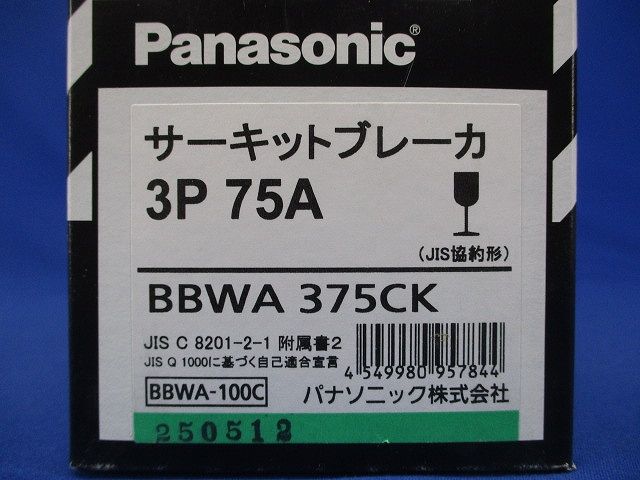 Panasonic®
サーキットブレーカ
3P 75A
(JIS協約形)
BBWA 375CK
JIS C 8201-2-1 附属書2
JIS Q 1000に基づく自己適合宣言
4 549980 957844
BBWA-100C
パナソニック株式会社
250512